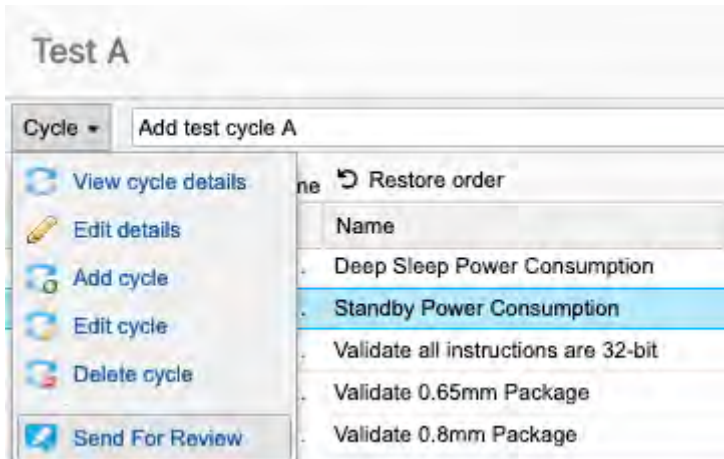 Test A
Cycle Add test cycle A
View cycle details
Edit details
Add cycle
Edit cycle
Delete cycle
Send For Review
Restore order
Name
Deep Sleep Power Consumption
Standby Power Consumption
Validate all instructions are 32-bit
Validate 0.65mm Package
Validate 0.8mm Package